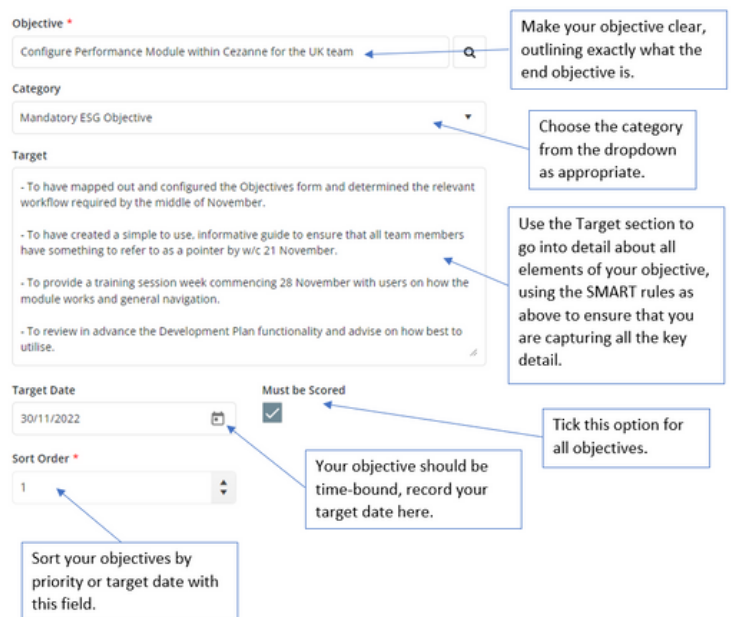 Objective *
Configure Performance Module within Cezanne for the UK team
Make your objective clear,
outlining exactly what the
end objective is.
Category
Mandatory ESG Objective
Choose the category
from the dropdown
as appropriate.
Target
- To have mapped out and configured the Objectives form and determined the relevant
workflow required by the middle of November.
- To have created a simple to use, informative guide to ensure that all team members
have something to refer to as a pointer by w/c 21 November.
- To provide a training session week commencing 28 November with users on how the
module works and general navigation.
- To review in advance the Development Plan functionality and advise on how best to
utilise.
Use the Target section to
go into detail about all
elements of your objective,
using the SMART rules as
above to ensure that you
are capturing all the key
detail.
Target Date
30/11/2022
Must be Scored
Tick this option for
all objectives.
Your objective should be
time-bound, record your
target date here.
Sort Order *
1
Sort your objectives by
priority or target date with
this field.